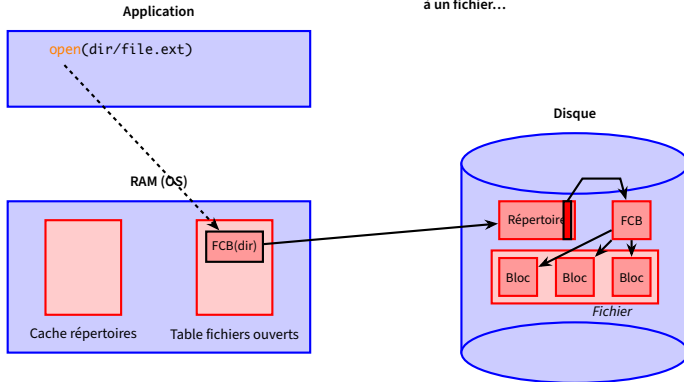 à un fichier...
Application
open(dir/file.ext)
Disque
RAM (OS)
Répertoire
FCB
FCB(dir)
Bloc Bloc Bloc
Fichier
Cache répertoires
Table fichiers ouverts